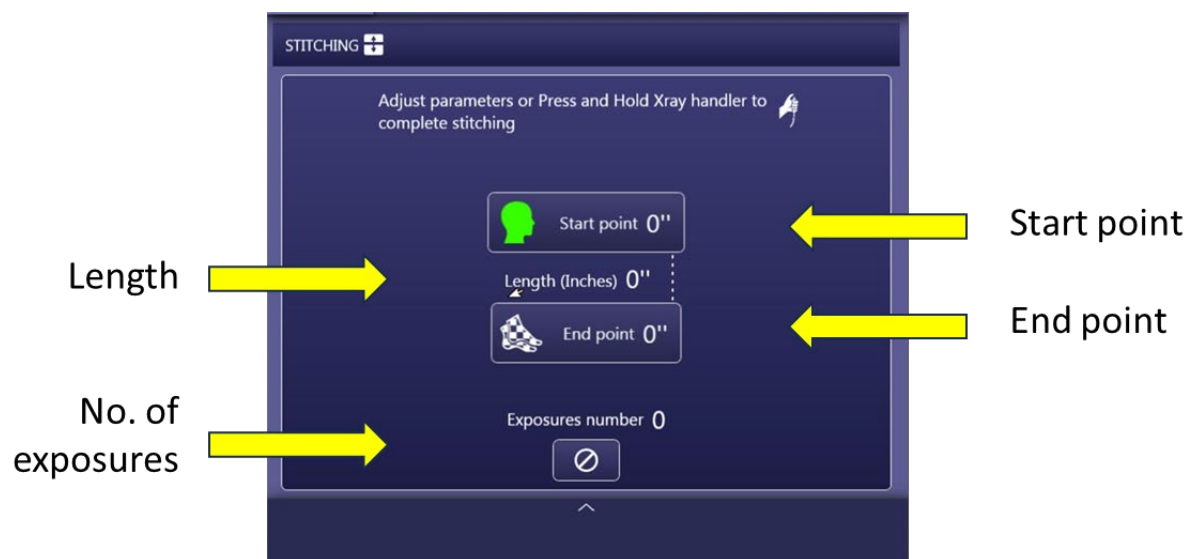 STITCHING
Adjust parameters or Press and Hold Xray handler to
complete stitching
Start point 0''
Start point
Length
Length (Inches) 0''
End point 0''
End point
No. of
exposures
Exposures number 0